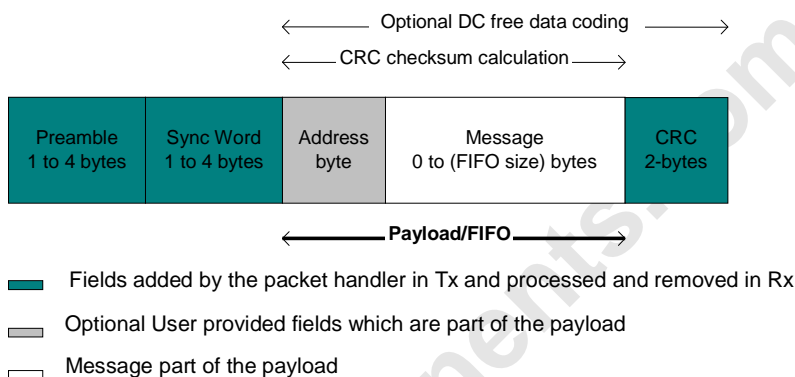 Optional DC free data coding
CRC checksum calculation
Preamble
1 to 4 bytes
Sync Word
1 to 4 bytes
Address
byte
Message
0 to (FIFO size) bytes
CRC
2-bytes
Payload/FIFO
Fields added by the packet handler in Tx and processed and removed in Rx
Optional User provided fields which are part of the payload
Message part of the payload